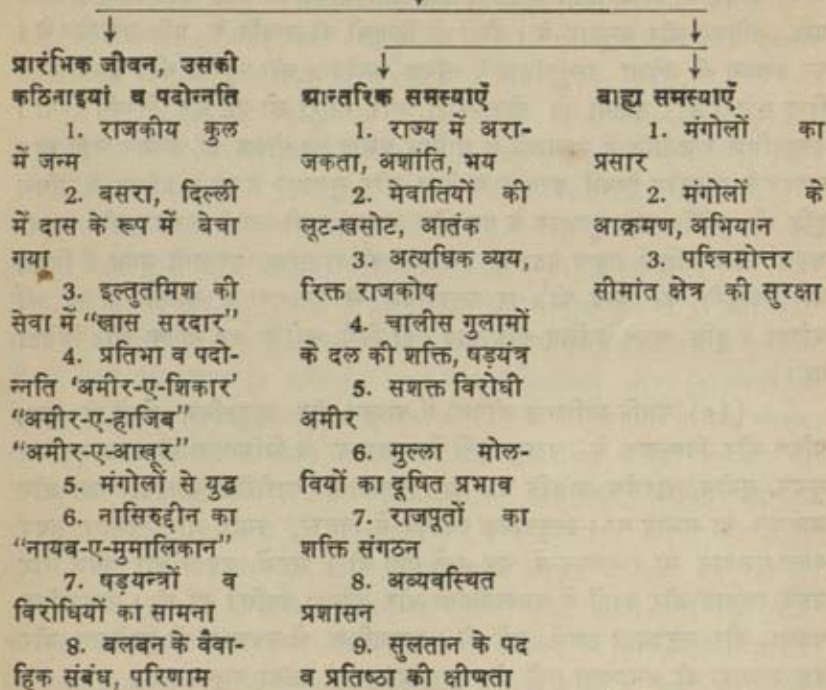 प्रारंभिक जीवन, उसकी
कठिनाइयां व पदोन्नति
1. राजकीय कुल
में जन्म
2. बसरा, दिल्ली
में दास के रूप में बेचा
गया
3. इल्तुतमिश की
सेवा में "खास सरदार"
4. प्रतिभा व पदो-
न्नति 'अमीर-ए-शिकार'
"अमीर-ए-हाजिब"
"अमीर-ए-आखूर"
5. मंगोलों से युद्ध
6. नासिरुद्दीन का
"नायब-ए-मुमालिकान"
7. षड़यन्त्रों व
विरोधियों का सामना
8. बलबन के वैवा-
हिक संबंध, परिणाम
आन्तरिक समस्याएँ
1. राज्य में अरा-
जकता, अशांति, भय
2. मेवातियों की
लूट-खसोट, आतंक
3. अत्यधिक व्यय,
रिक्त राजकोष
4. चालीस गुलामों
के दल की शक्ति, षड़यंत्र
5. सशक्त विरोधी
अमीर
6. मुल्ला मोल-
वियों का दूषित प्रभाव
7. राजपूतों का
शक्ति संगठन
8. अव्यवस्थित
प्रशासन
9. सुलतान के पद
व प्रतिष्ठा की क्षीणता
बाह्य समस्याएँ
1. मंगोलों का
प्रसार
2. मंगोलों के
आक्रमण, अभियान
3. पश्चिमोत्तर
सीमांत क्षेत्र की सुरक्षा